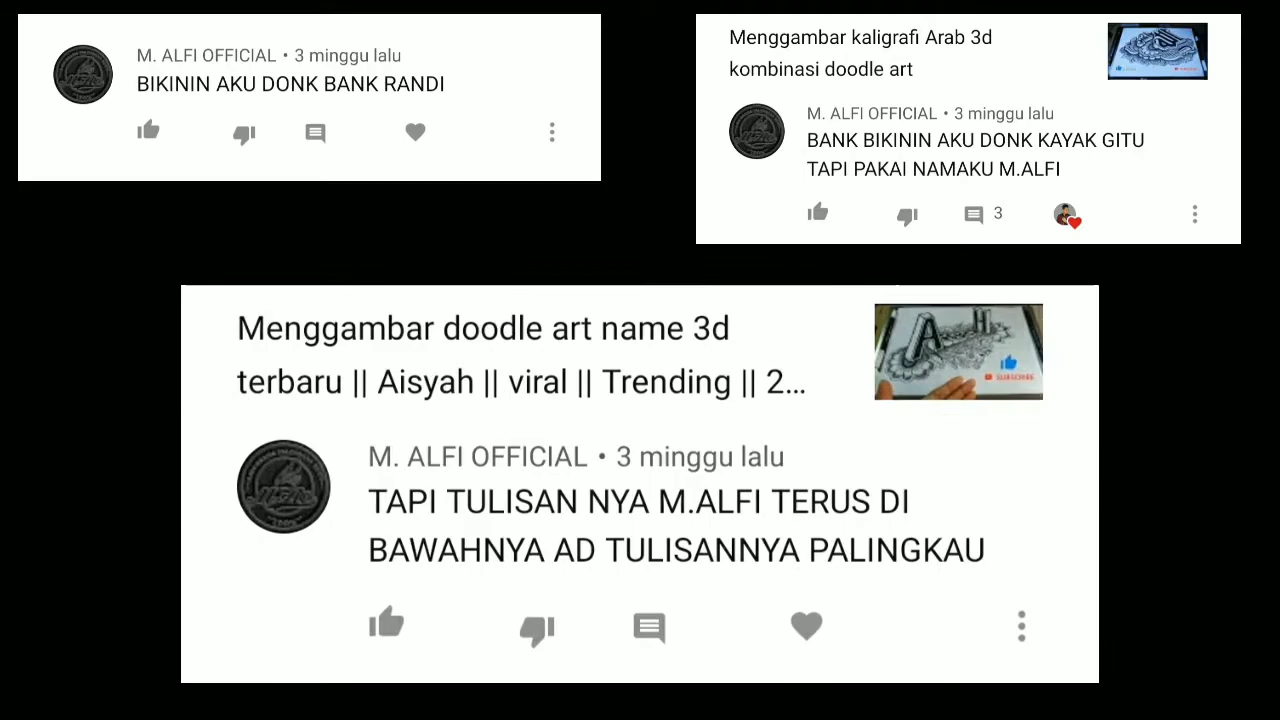 M. ALFI OFFICIAL • 3 minggu lalu
BIKININ AKU DONK BANK RANDI
Menggambar kaligrafi Arab 3d
kombinasi doodle art
M. ALFI OFFICIAL • 3 minggu lalu
BANK BIKININ AKU DONK KAYAK GITU
TAPI PAKAI NAMAKU M.ALFI
3
Menggambar doodle art name 3d
terbaru || Aisyah || viral || Trending || 2...
A
H
SUBSCRIBE
M. ALFI OFFICIAL • 3 minggu lalu
TAPI TULISAN NYA M.ALFI TERUS DI
BAWAHNYA AD TULISANNYA PALINGKAU